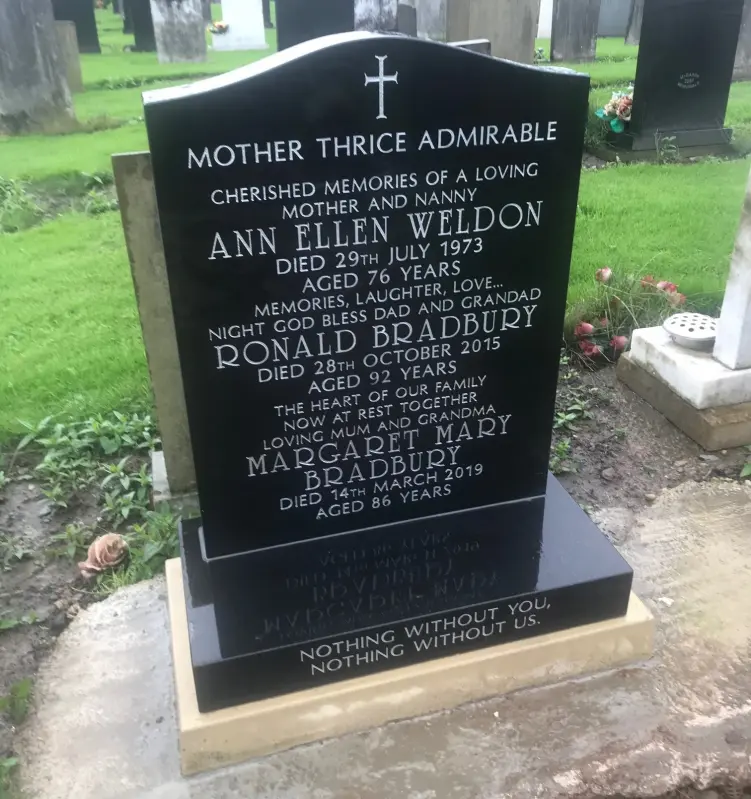 MOTHER THRICE ADMIRABLE
CHERISHED MEMORIES OF A LOVING
MOTHER AND NANNY
ANN ELLEN WELDON
DIED 29TH JULY 1973
AGED 76 YEARS
MEMORIES, LAUGHTER, LOVE...
NIGHT GOD BLESS DAD AND GRANDAD
RONALD BRADBURY
DIED 28TH OCTOBER 2015
AGED 92 YEARS
THE HEART OF OUR FAMILY
NOW AT REST TOGETHER
LOVING MUM AND GRANDMA
MARGARET MARY
BRADBURY
DIED 14TH MARCH 2019
AGED 86 YEARS
NOTHING WITHOUT YOU,
NOTHING WITHOUT US.